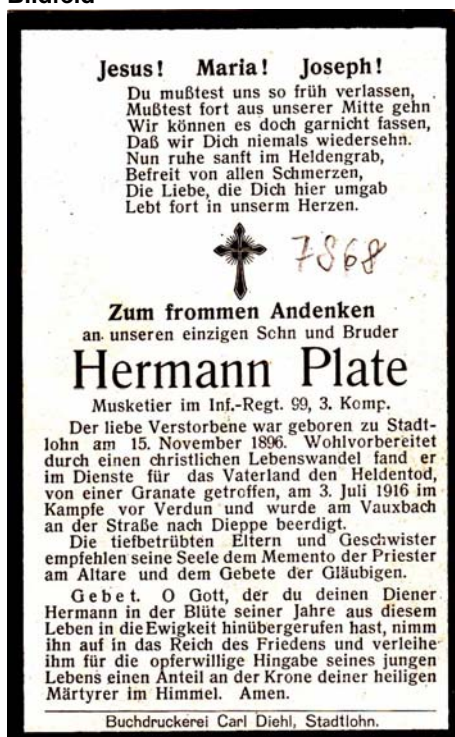 Bildfeld
Jesus! Maria! Joseph!
Du mußtest uns so früh verlassen,
Mußtest fort aus unserer Mitte gehn
Wir können es doch garnicht fassen,
Daß wir Dich niemals wiedersehn.
Nun ruhe sanft im Heldengrab,
Befreit von allen Schmerzen,
Die Liebe, die Dich hier umgab
Lebt fort in unserm Herzen.
7868
Zum frommen Andenken
an unseren einzigen Sohn und Bruder
Hermann Plate
Musketier im Inf.-Regt. 99, 3. Komp.
Der liebe Verstorbene war geboren zu Stadt-
lohn am 15. November 1896. Wohlvorbereitet
durch einen christlichen Lebenswandel fand er
im Dienste für das Vaterland den Heldentod,
von einer Granate getroffen, am 3. Juli 1916 im
Kampfe vor Verdun und wurde am Vauxbach
an der Straße nach Dieppe beerdigt.
Die tiefbetrübten Eltern und Geschwister
empfehlen seine Seele dem Memento der Priester
am Altare und dem Gebete der Gläubigen.
Gebet. O Gott, der du deinen Diener
Hermann in der Blüte seiner Jahre aus diesem
Leben in die Ewigkeit hinübergerufen hast, nimm
ihn auf in das Reich des Friedens und verleihe
ihm für die opferwillige Hingabe seines jungen
Lebens einen Anteil an der Krone deiner heiligen
Märtyrer im Himmel. Amen.
Buchdruckerei Carl Diehl, Stadtlohn.